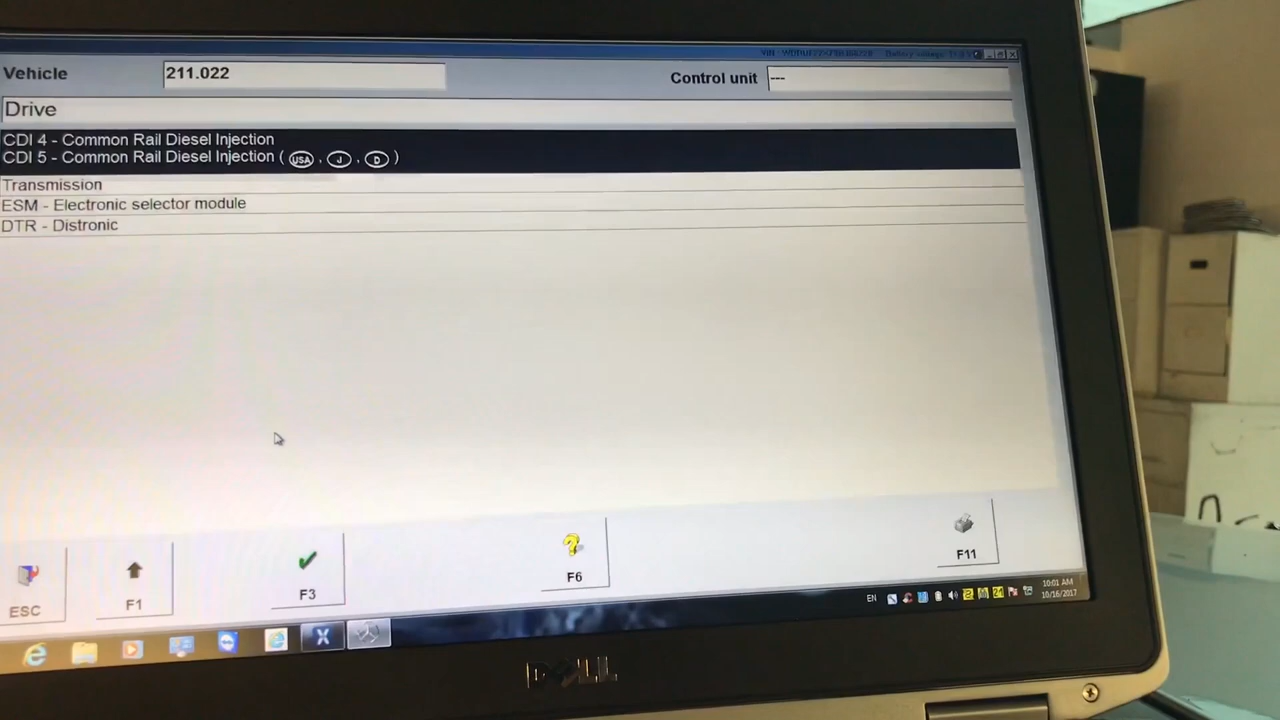 Vehicle 211.022 Control unit ---
Drive
CDI 4 - Common Rail Diesel Injection
CDI 5 - Common Rail Diesel Injection ( USA , J , D )
Transmission
ESM - Electronic selector module
DTR - Distronic
ESC F1 F3 F6 F11
EN 10:01 AM
10/16/2017
DELL